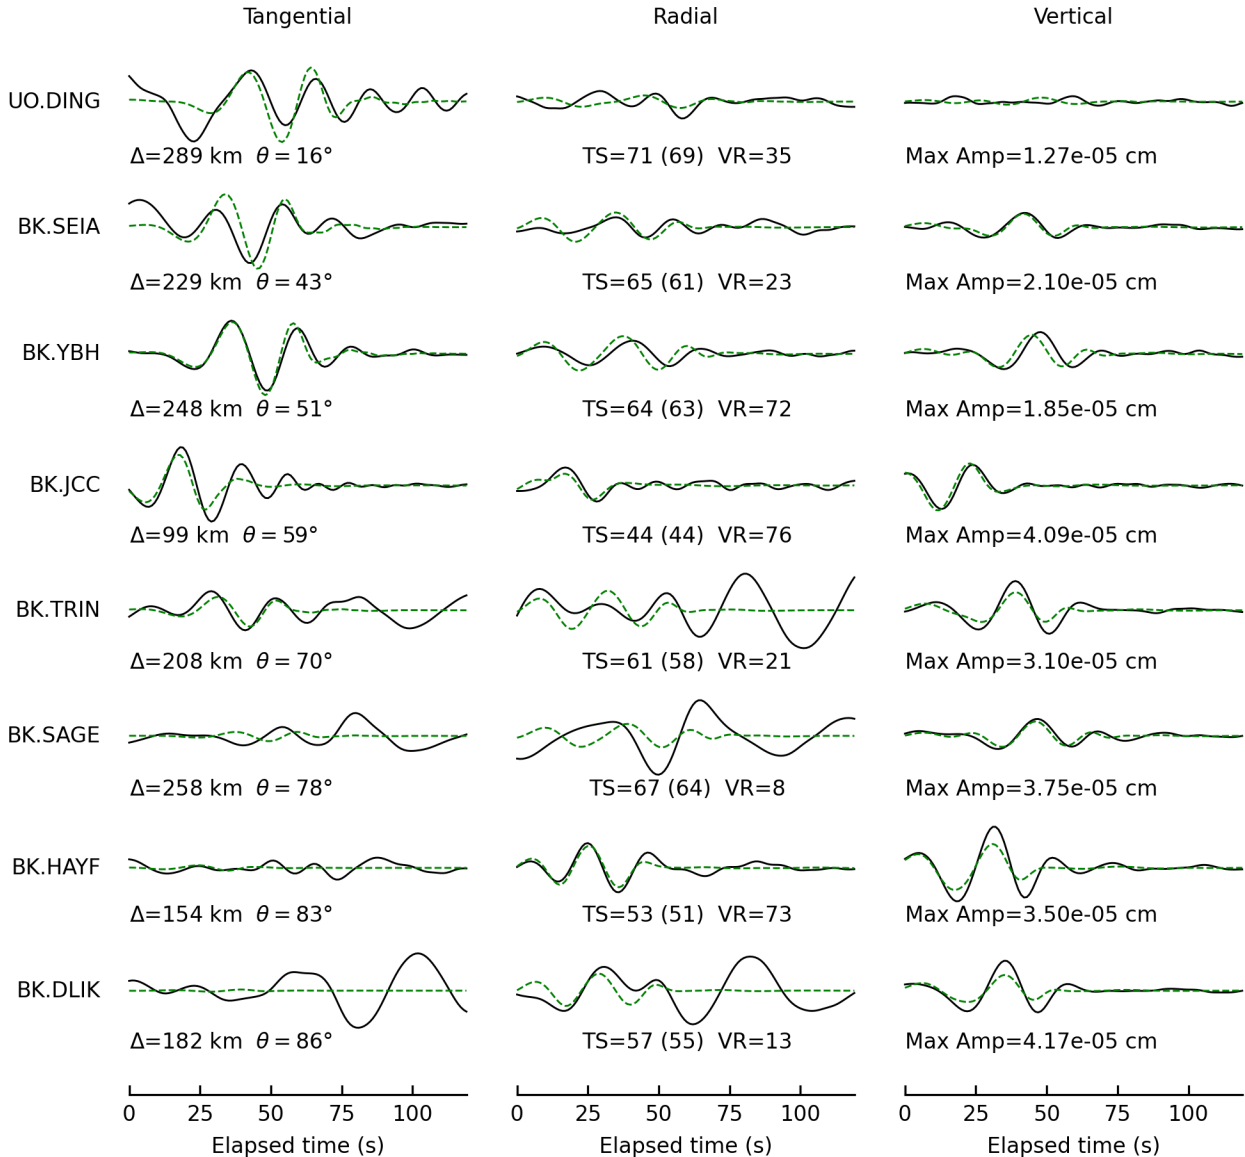 Tangential Radial Vertical
UO.DING
Δ=289 km θ = 16° TS=71 (69) VR=35 Max Amp=1.27e-05 cm
BK.SEIA
Δ=229 km θ = 43° TS=65 (61) VR=23 Max Amp=2.10e-05 cm
BK.YBH
Δ=248 km θ = 51° TS=64 (63) VR=72 Max Amp=1.85e-05 cm
BK.JCC
Δ=99 km θ = 59° TS=44 (44) VR=76 Max Amp=4.09e-05 cm
BK.TRIN
Δ=208 km θ = 70° TS=61 (58) VR=21 Max Amp=3.10e-05 cm
BK.SAGE
Δ=258 km θ = 78° TS=67 (64) VR=8 Max Amp=3.75e-05 cm
BK.HAYF
Δ=154 km θ = 83° TS=53 (51) VR=73 Max Amp=3.50e-05 cm
BK.DLIK
Δ=182 km θ = 86° TS=57 (55) VR=13 Max Amp=4.17e-05 cm
0 25 50 75 100 0 25 50 75 100 0 25 50 75 100
Elapsed time (s) Elapsed time (s) Elapsed time (s)